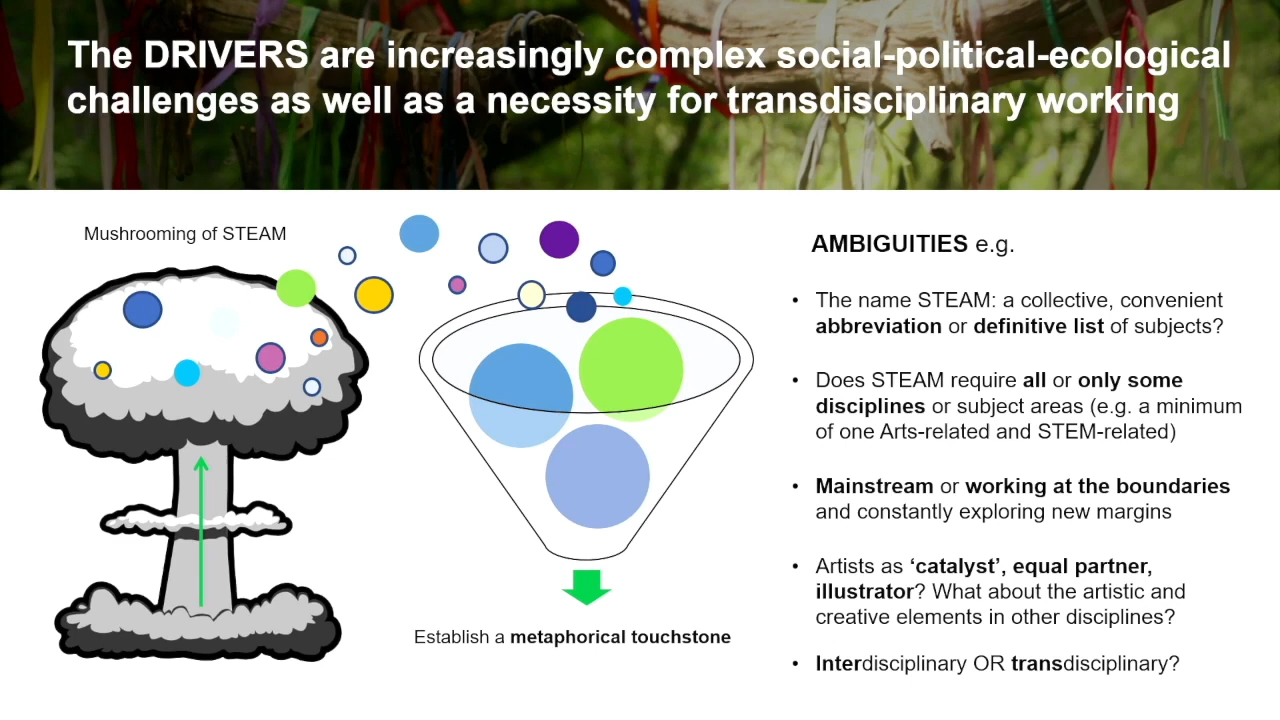 The DRIVERS are increasingly complex social-political-ecological
challenges as well as a necessity for transdisciplinary working
Mushrooming of STEAM
Establish a metaphorical touchstone
AMBIGUITIES e.g.
• The name STEAM: a collective, convenient
abbreviation or definitive list of subjects?
• Does STEAM require all or only some
disciplines or subject areas (e.g. a minimum
of one Arts-related and STEM-related)
• Mainstream or working at the boundaries
and constantly exploring new margins
• Artists as ‘catalyst’, equal partner,
illustrator? What about the artistic and
creative elements in other disciplines?
• Interdisciplinary OR transdisciplinary?